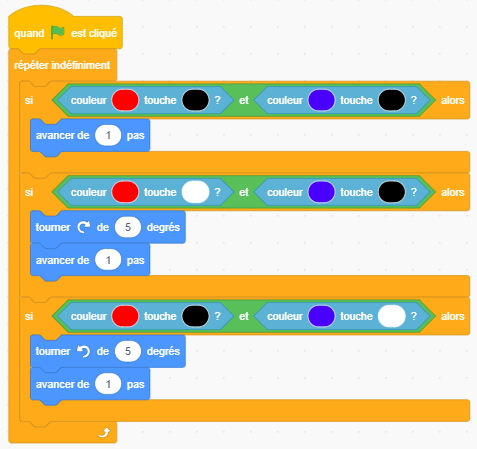 quand est cliqué
répéter indéfiniment
si couleur touche ? et couleur touche ? alors
avancer de 1 pas
si couleur touche ? et couleur touche ? alors
tourner de 5 degrés
avancer de 1 pas
si couleur touche ? et couleur touche ? alors
tourner de 5 degrés
avancer de 1 pas